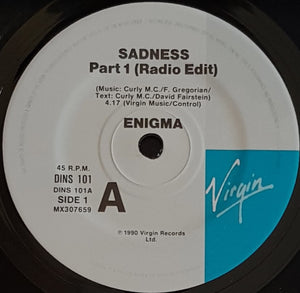 SADNESS
Part 1 (Radio Edit)
(Music: Curly M.C./F. Gregorian/
Text: Curly M.C./David Fairstein)
4.17 (Virgin Music/Control)
ENIGMA
45 R.P.M.
DINS 101
DINS 101A
SIDE 1
MX307659
A
Virgin
℗ 1990 Virgin Records
Ltd.